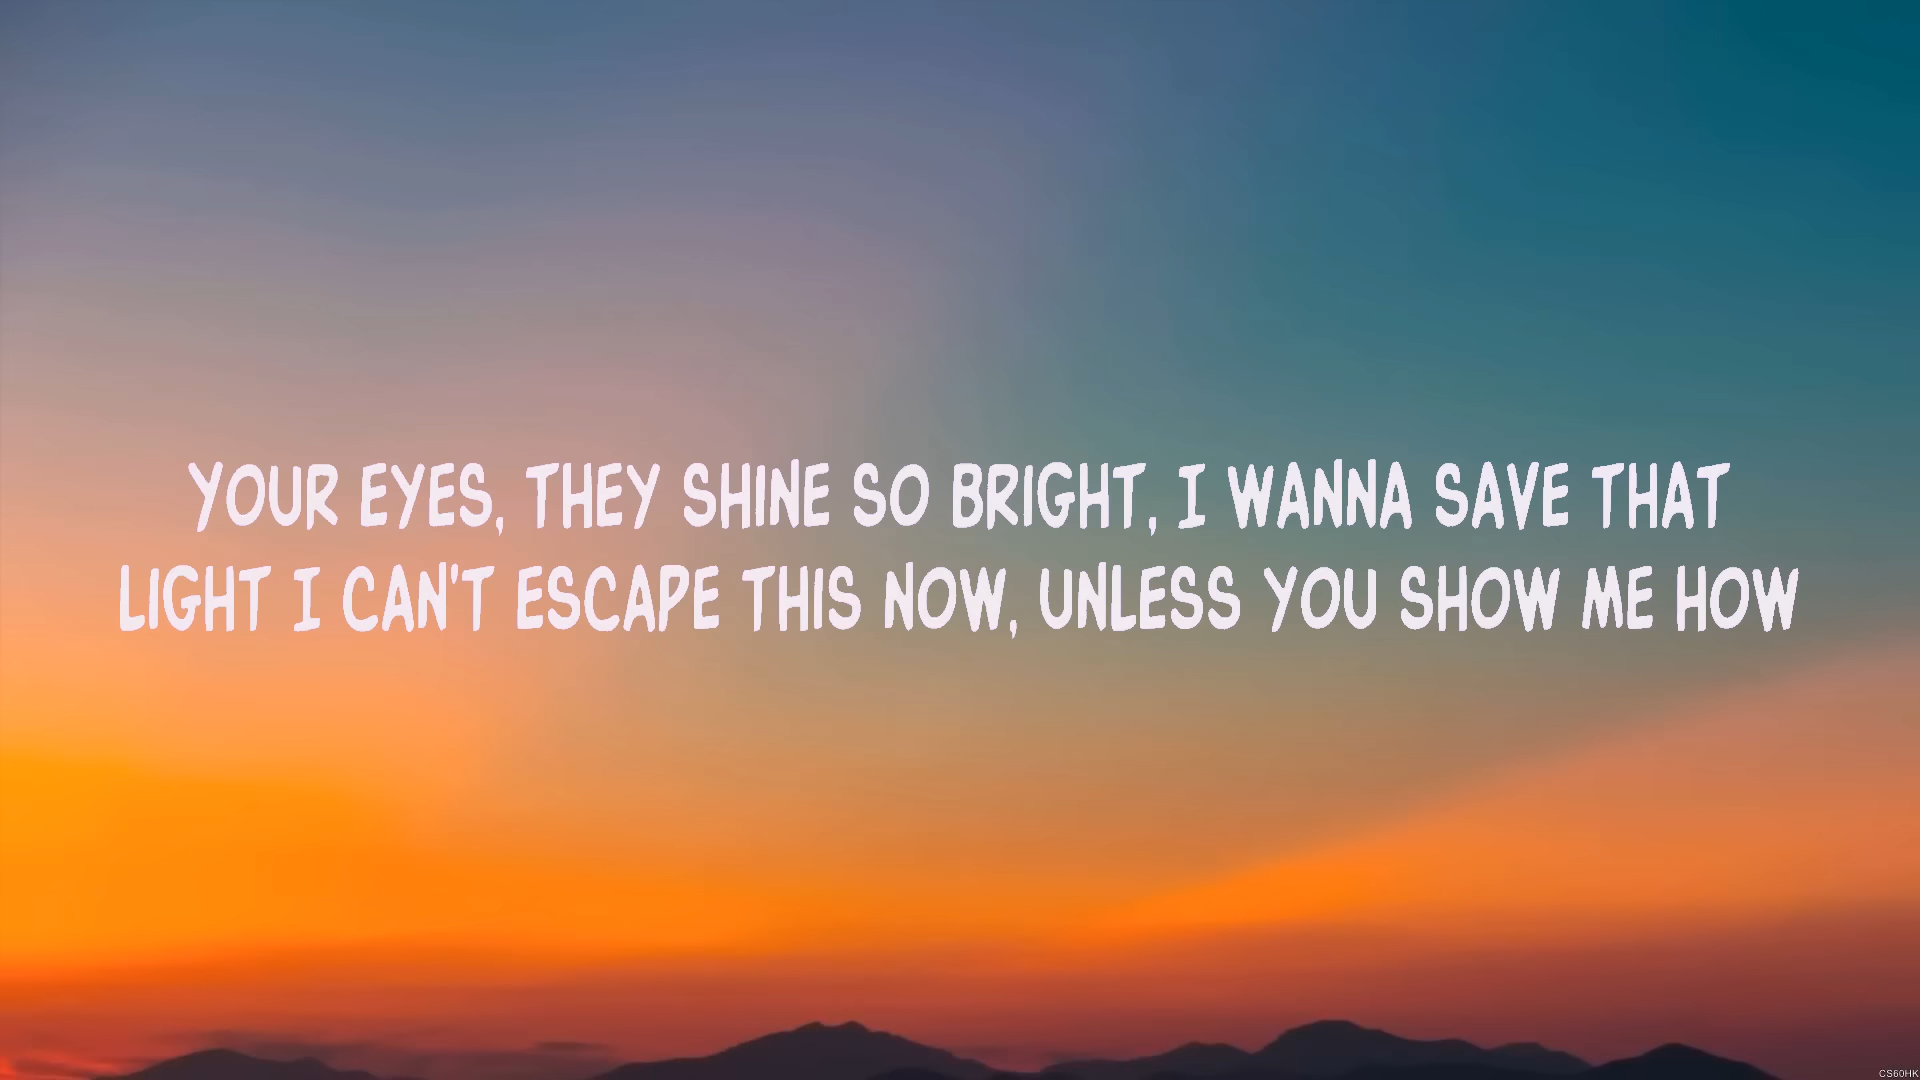 YOUR EYES, THEY SHINE SO BRIGHT, I WANNA SAVE THAT
LIGHT I CAN'T ESCAPE THIS NOW, UNLESS YOU SHOW ME HOW
CS60HK